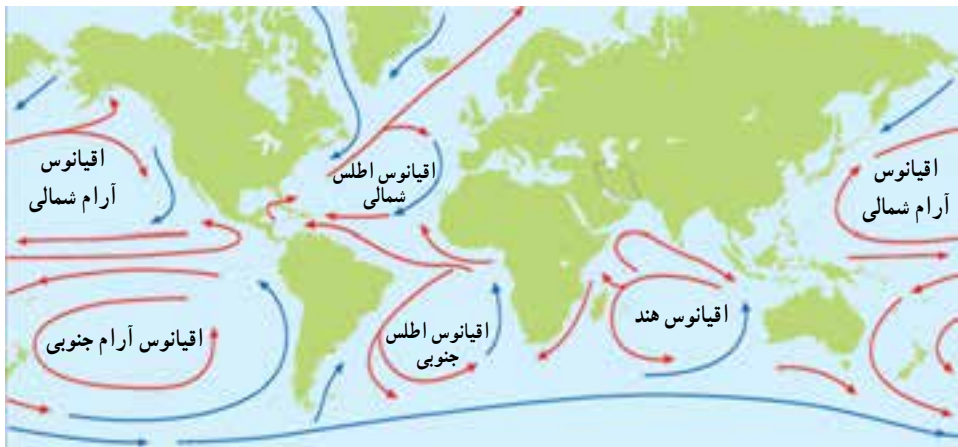 اقیانوس
آرام شمالی
اقیانوس اطلس
شمالی
اقیانوس
آرام شمالی
اقیانوس آرام جنوبی
اقیانوس اطلس
جنوبی
اقیانوس هند